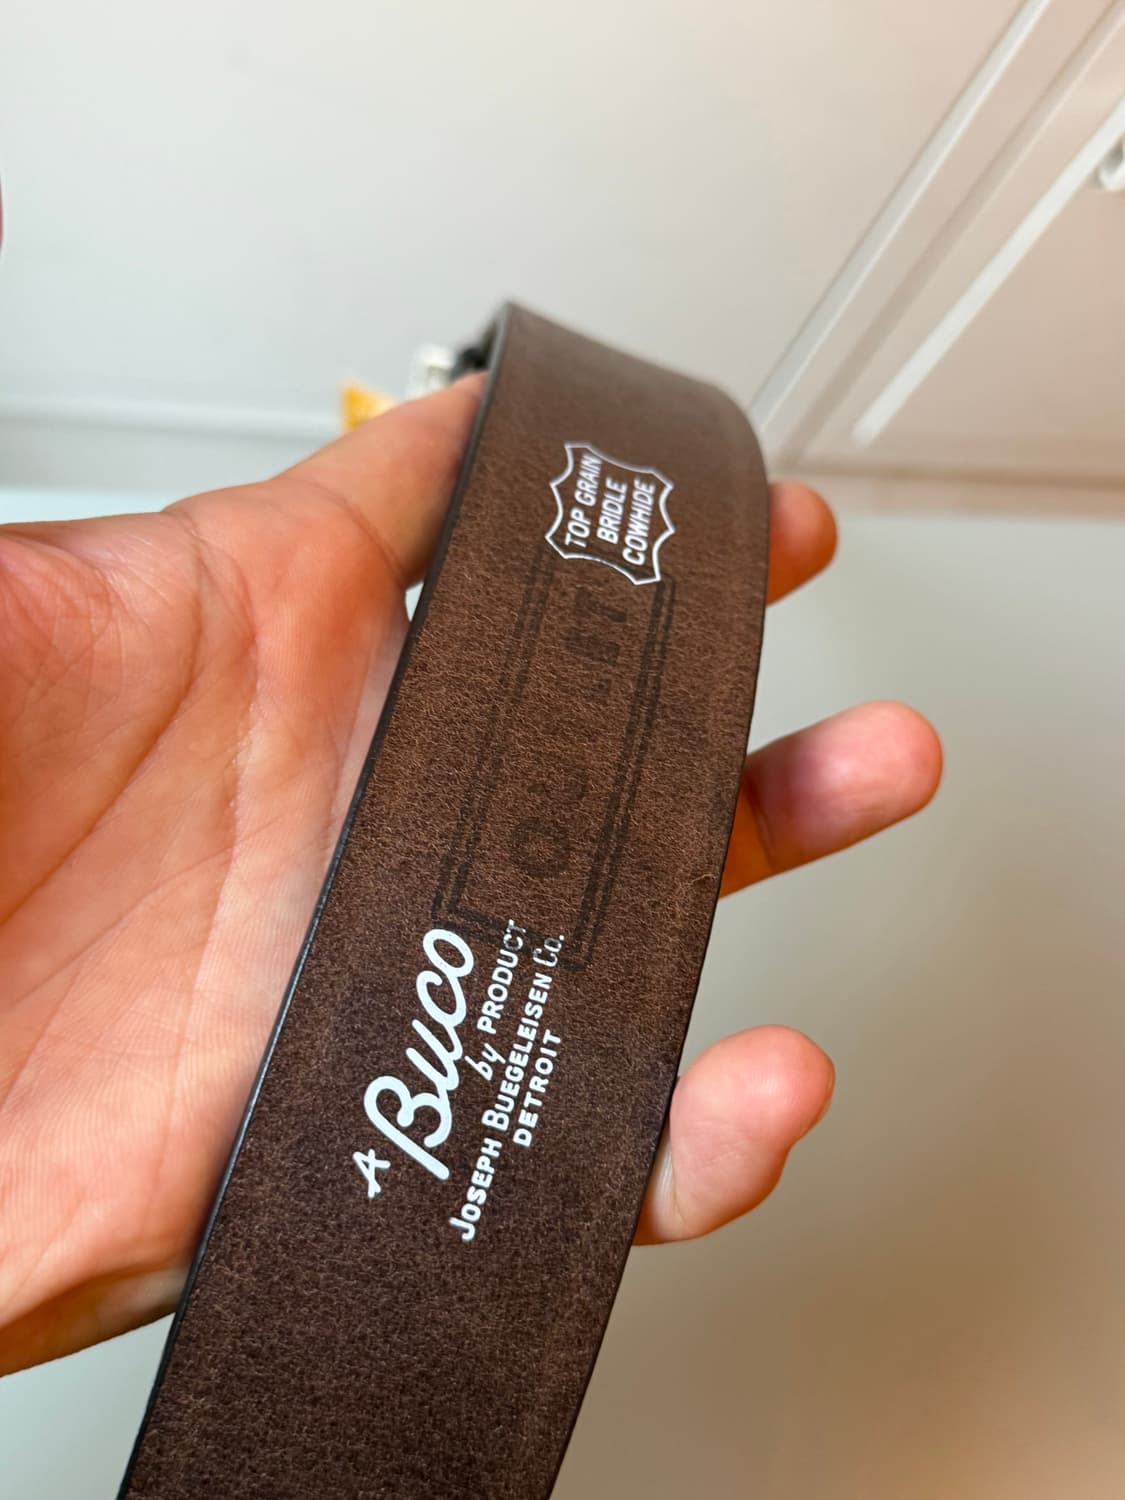 TOP GRAIN
BRIDLE
COWHIDE
A Buco
by PRODUCT
JOSEPH BUEGELEISEN Co.
DETROIT